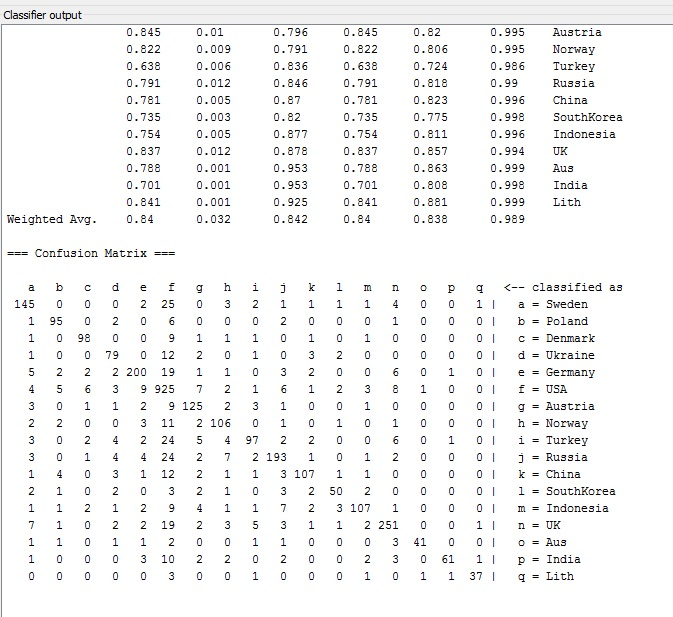 Classifier output
0.845 0.01 0.796 0.845 0.82 0.995 Austria
0.822 0.009 0.791 0.822 0.806 0.995 Norway
0.638 0.006 0.836 0.638 0.724 0.986 Turkey
0.791 0.012 0.846 0.791 0.818 0.99 Russia
0.781 0.005 0.87 0.781 0.823 0.996 China
0.735 0.003 0.82 0.735 0.775 0.998 SouthKorea
0.754 0.005 0.877 0.754 0.811 0.996 Indonesia
0.837 0.012 0.878 0.837 0.857 0.994 UK
0.788 0.001 0.953 0.788 0.863 0.999 Aus
0.701 0.001 0.953 0.701 0.808 0.998 India
0.841 0.001 0.925 0.841 0.881 0.999 Lith
Weighted Avg. 0.84 0.032 0.842 0.84 0.838 0.989
=== Confusion Matrix ===
a b c d e f g h i j k l m n o p q <-- classified as
145 0 0 0 2 25 0 3 2 1 1 1 1 4 0 0 1 | a = Sweden
1 95 0 2 0 6 0 0 0 2 0 0 0 1 0 0 0 | b = Poland
1 0 98 0 0 9 1 1 1 0 1 0 1 0 0 0 0 | c = Denmark
1 0 0 79 0 12 2 0 1 0 3 2 0 0 0 0 0 | d = Ukraine
5 2 2 2 200 19 1 1 0 3 2 0 0 6 0 1 0 | e = Germany
4 5 6 3 9 925 7 2 1 6 1 2 3 8 1 0 0 | f = USA
3 0 1 1 2 9 125 2 3 1 0 0 1 0 0 0 0 | g = Austria
2 2 0 0 3 11 2 106 0 1 0 1 0 1 0 0 0 | h = Norway
3 0 2 4 2 24 5 4 97 2 2 0 0 6 0 1 0 | i = Turkey
3 0 1 4 4 24 2 7 2 193 1 0 1 2 0 0 0 | j = Russia
1 4 0 3 1 12 2 1 1 3 107 1 1 0 0 0 0 | k = China
2 1 0 2 0 3 2 1 0 3 2 50 2 0 0 0 0 | l = SouthKorea
1 1 2 1 2 9 4 1 1 7 2 3 107 1 0 0 0 | m = Indonesia
7 1 0 2 2 19 2 3 5 3 1 1 2 251 0 0 1 | n = UK
1 1 0 1 1 2 0 0 1 1 0 0 0 3 41 0 0 | o = Aus
1 0 0 0 3 10 2 2 0 2 0 0 2 3 0 61 1 | p = India
0 0 0 0 0 3 0 0 1 0 0 0 1 0 1 1 37 | q = Lith